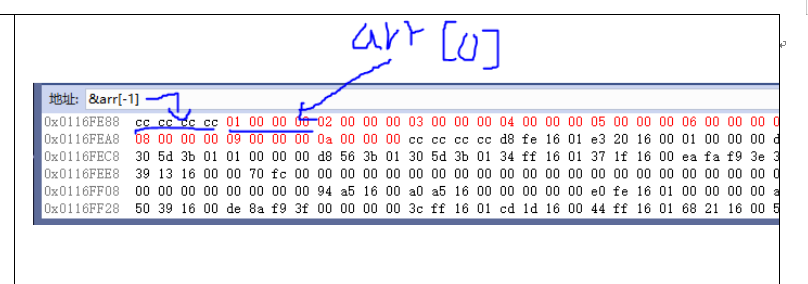 arr [0]
地址: &arr[-1]
0x0116FE88 cc cc cc cc 01 00 00 00 02 00 00 00 03 00 00 00 04 00 00 00 05 00 00 00 06 00 00 00
0x0116FEA8 08 00 00 00 09 00 00 00 0a 00 00 00 cc cc cc cc d8 fe 16 01 e3 20 16 00 01 00 00 00
0x0116FEC8 30 5d 3b 01 01 00 00 00 d8 56 3b 01 30 5d 3b 01 34 ff 16 01 37 1f 16 00 ea fa f9 3e
0x0116FEE8 39 13 16 00 00 70 fc 00 00 00 00 00 00 00 00 00 00 00 00 00 00 00 00 00 00 00 00 00
0x0116FF08 00 00 00 00 00 00 00 00 94 a5 16 00 a0 a5 16 00 00 00 00 00 e0 fe 16 01 00 00 00 00
0x0116FF28 50 39 16 00 de 8a f9 3f 00 00 00 00 3c ff 16 01 cd 1d 16 00 44 ff 16 01 68 21 16 00